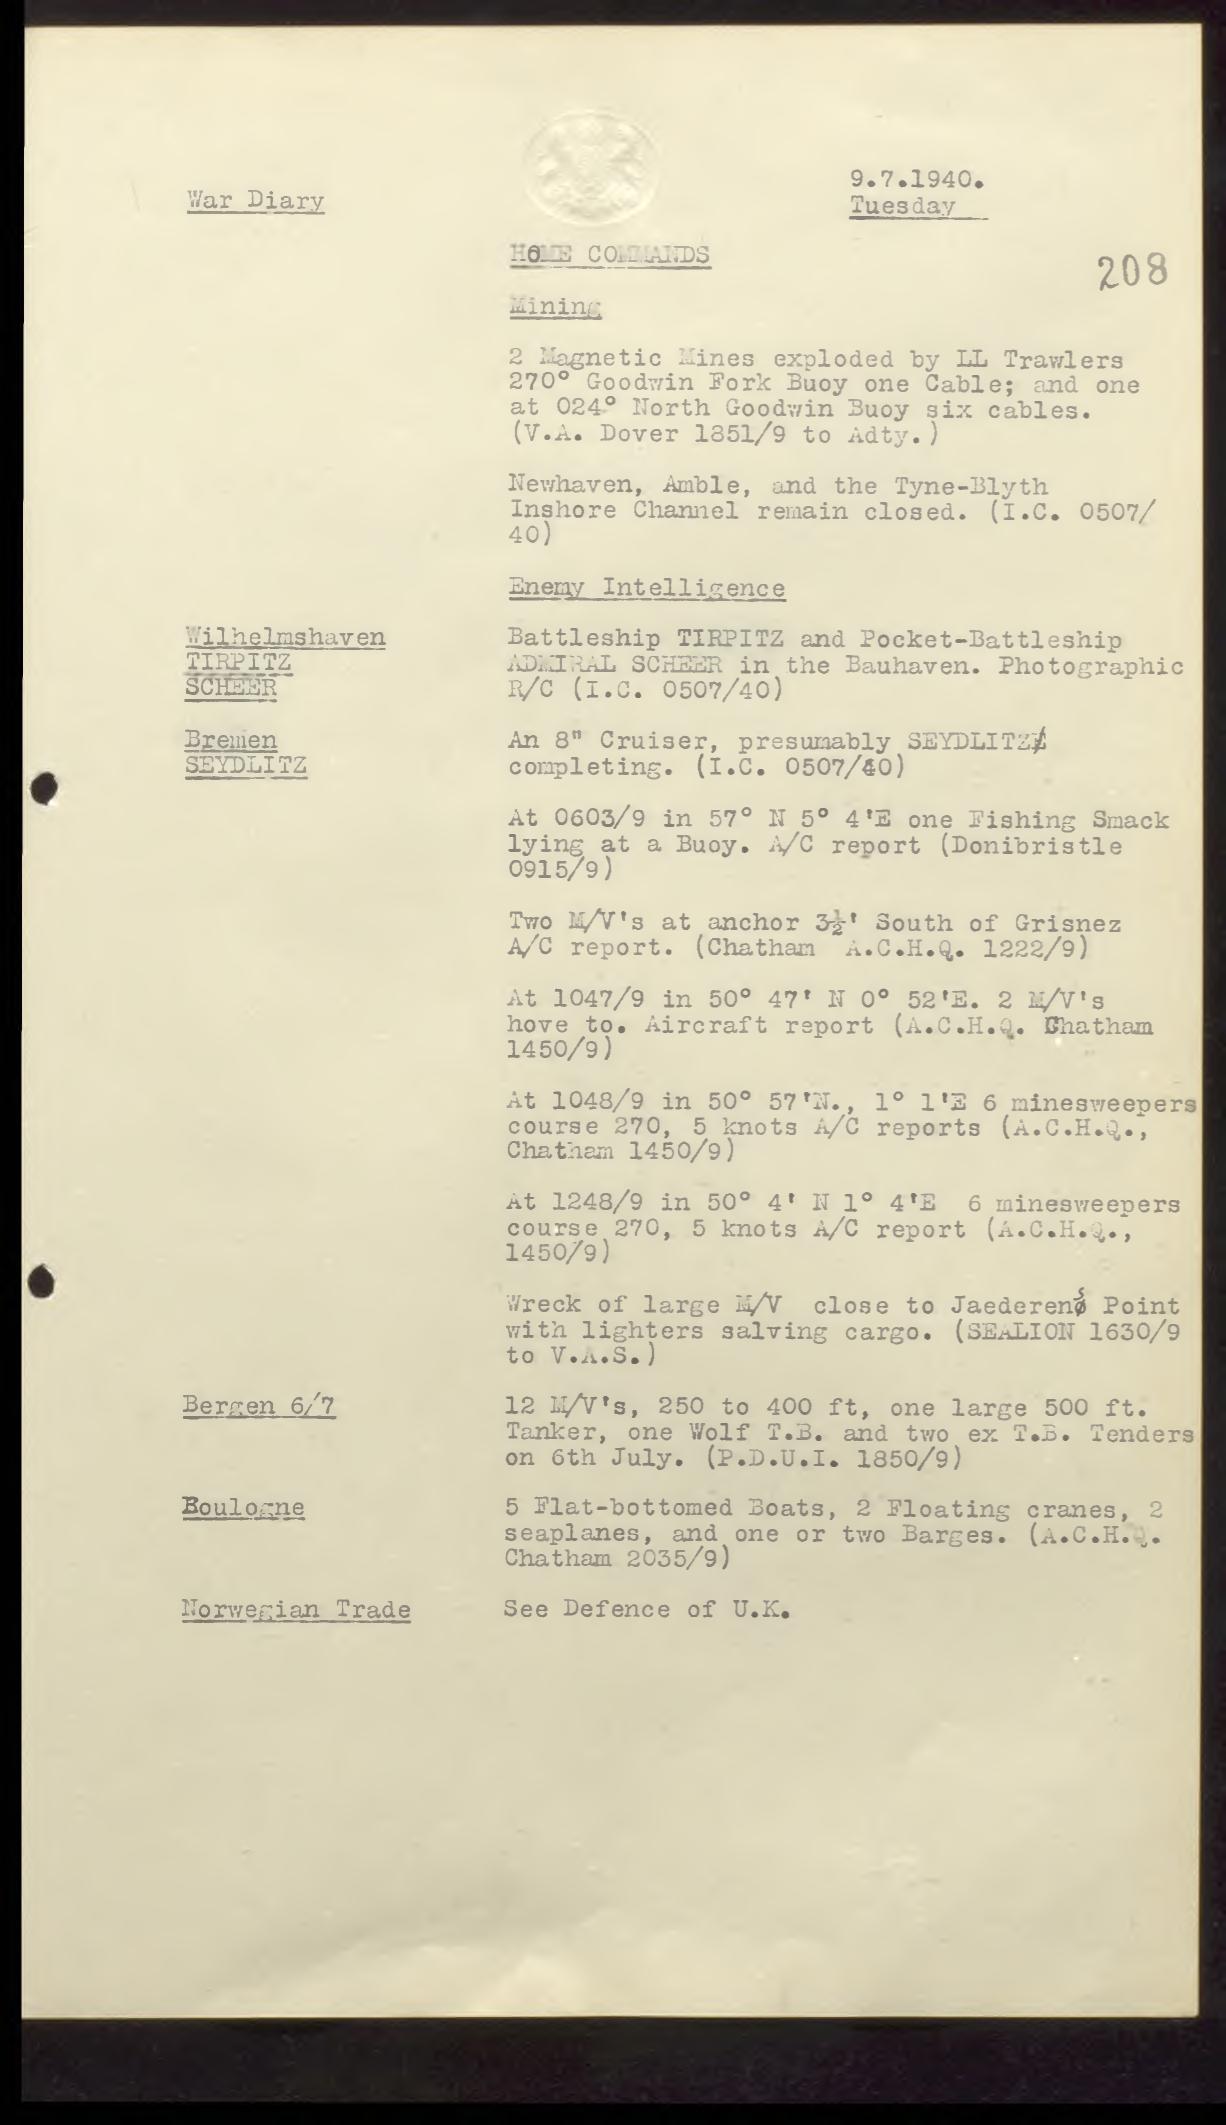 War Diary
9.7.1940.
Tuesday
HOME COMMANDS
208
Mining
2 Magnetic Mines exploded by LL Trawlers
270° Goodwin Fork Buoy one Cable; and one
at 024° North Goodwin Buoy six cables.
(V.A. Dover 1851/9 to Adty.)
Newhaven, Amble, and the Tyne-Blyth
Inshore Channel remain closed. (I.C. 0507/
40)
Enemy Intelligence
Wilhelmshaven
TIRPITZ
SCHEER
Battleship TIRPITZ and Pocket-Battleship
ADMIRAL SCHEER in the Bauhaven. Photographic
R/C (I.C. 0507/40)
Bremen
SEYDLITZ
An 8" Cruiser, presumably SEYDLITZ
completing. (I.C. 0507/40)
At 0603/9 in 57° N 5° 4'E one Fishing Smack
lying at a Buoy. A/C report (Donibristle
0915/9)
Two M/V's at anchor 3½' South of Grisnez
A/C report. (Chatham A.C.H.Q. 1222/9)
At 1047/9 in 50° 47' N 0° 52'E. 2 M/V's
hove to. Aircraft report (A.C.H.Q. Chatham
1450/9)
At 1048/9 in 50° 57'N., 1° 1'E 6 minesweepers
course 270, 5 knots A/C reports (A.C.H.Q.,
Chatham 1450/9)
At 1248/9 in 50° 4' N 1° 4'E 6 minesweepers
course 270, 5 knots A/C report (A.C.H.Q.,
1450/9)
Wreck of large M/V close to Jaederens Point
with lighters salving cargo. (SEALION 1630/9
to V.A.S.)
Bergen 6/7
12 M/V's, 250 to 400 ft, one large 500 ft.
Tanker, one Wolf T.B. and two ex T.B. Tenders
on 6th July. (P.D.U.I. 1850/9)
Boulogne
5 Flat-bottomed Boats, 2 Floating cranes, 2
seaplanes, and one or two Barges. (A.C.H.Q.
Chatham 2035/9)
Norwegian Trade
See Defence of U.K.